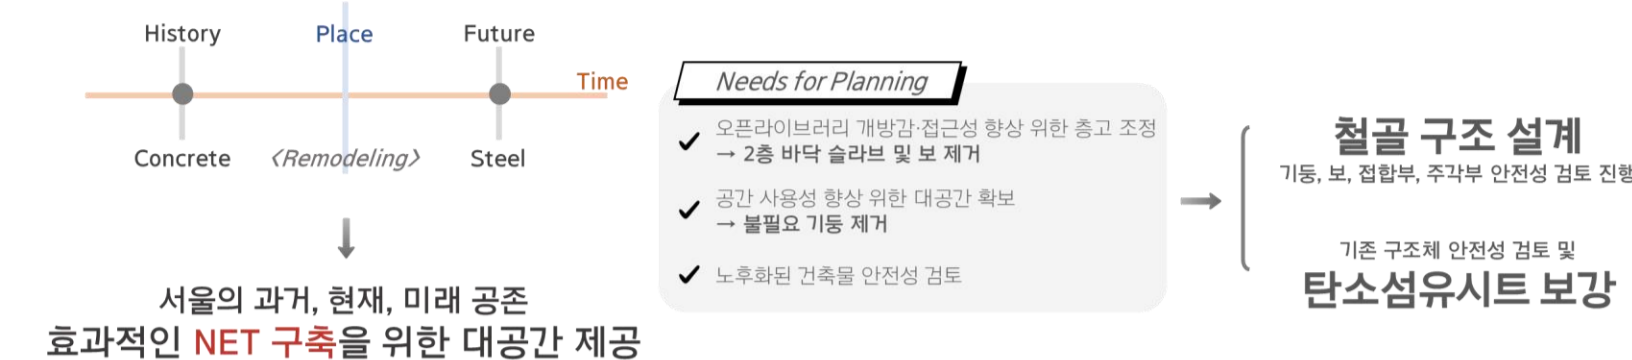 History Place Future
Time
Concrete <Remodeling> Steel
서울의 과거, 현재, 미래 공존
효과적인 NET 구축을 위한 대공간 제공
Needs for Planning
오픈라이브러리 개방감·접근성 향상 위한 층고 조정
→ 2층 바닥 슬라브 및 보 제거
공간 사용성 향상 위한 대공간 확보
→ 불필요 기둥 제거
노후화된 건축물 안전성 검토
철골 구조 설계
기둥, 보, 접합부, 주각부 안전성 검토 진행
기존 구조체 안전성 검토 및
탄소섬유시트 보강